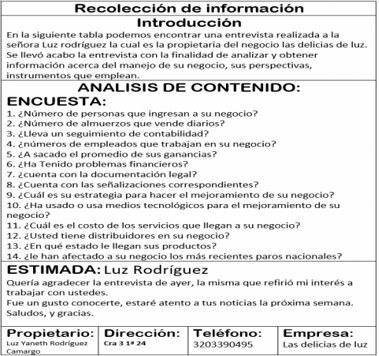 Recolección de información
Introducción
En la siguiente tabla podemos encontrar una entrevista realizada a la
señora Luz rodríguez la cual es la propietaria del negocio las delicias de luz.
Se llevó acabo la entrevista con la finalidad de analizar y obtener
información acerca del manejo de su negocio, sus perspectivas,
instrumentos que emplean.
ANALISIS DE CONTENIDO:
ENCUESTA:
1. ¿Número de personas que ingresan a su negocio?
2. ¿Número de almuerzos que vende diarios?
3. ¿Lleva un seguimiento de contabilidad?
4. ¿números de empleados que trabajan en su negocio?
5. ¿A sacado el promedio de sus ganancias?
6. ¿Ha Tenido problemas financieros?
7. ¿cuenta con la documentación legal?
8. ¿Cuenta con las señalizaciones correspondientes?
9. ¿Cuál es su estrategia para hacer el mejoramiento de su negocio?
10. ¿Ha usado o usa medios tecnológicos para el mejoramiento de su
negocio?
11. ¿Cuál es el costo de los servicios que llegan a su negocio?
12. ¿Usted tiene distribuidores en su negocio?
13. ¿En qué estado le llegan sus productos?
14. ¿le han afectado a su negocio los más recientes paros nacionales?
ESTIMADA: Luz Rodríguez
Quería agradecer la entrevista de ayer, la misma que refirió mi interés a
trabajar con ustedes.
Fue un gusto conocerte, estaré atento a tus noticias la próxima semana.
Saludos, y gracias.
Propietario: Dirección: Teléfono: Empresa:
Luz Yaneth Rodríguez Cra 3 1ª 24 3203390495 Las delicias de luz
Camargo